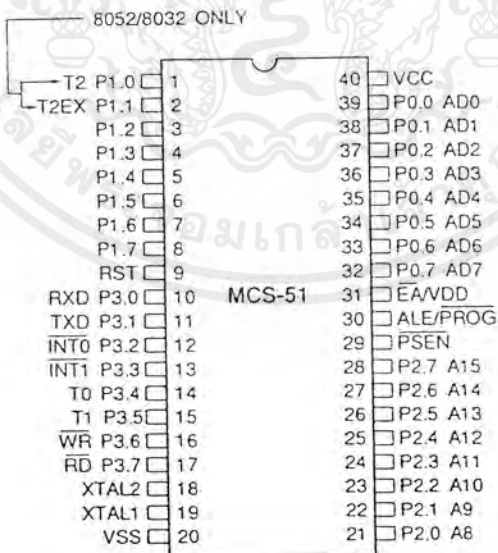 8052/8032 ONLY
T2 P1.0 1
T2EX P1.1 2
P1.2 3
P1.3 4
P1.4 5
P1.5 6
P1.6 7
P1.7 8
RST 9
RXD P3.0 10
TXD P3.1 11
INT0 P3.2 12
INT1 P3.3 13
T0 P3.4 14
T1 P3.5 15
WR P3.6 16
RD P3.7 17
XTAL2 18
XTAL1 19
VSS 20
MCS-51
40 VCC
39 P0.0 AD0
38 P0.1 AD1
37 P0.2 AD2
36 P0.3 AD3
35 P0.4 AD4
34 P0.5 AD5
33 P0.6 AD6
32 P0.7 AD7
31 EA/VDD
30 ALE/PROG
29 PSEN
28 P2.7 A15
27 P2.6 A14
26 P2.5 A13
25 P2.4 A12
24 P2.3 A11
23 P2.2 A10
22 P2.1 A9
21 P2.0 A8